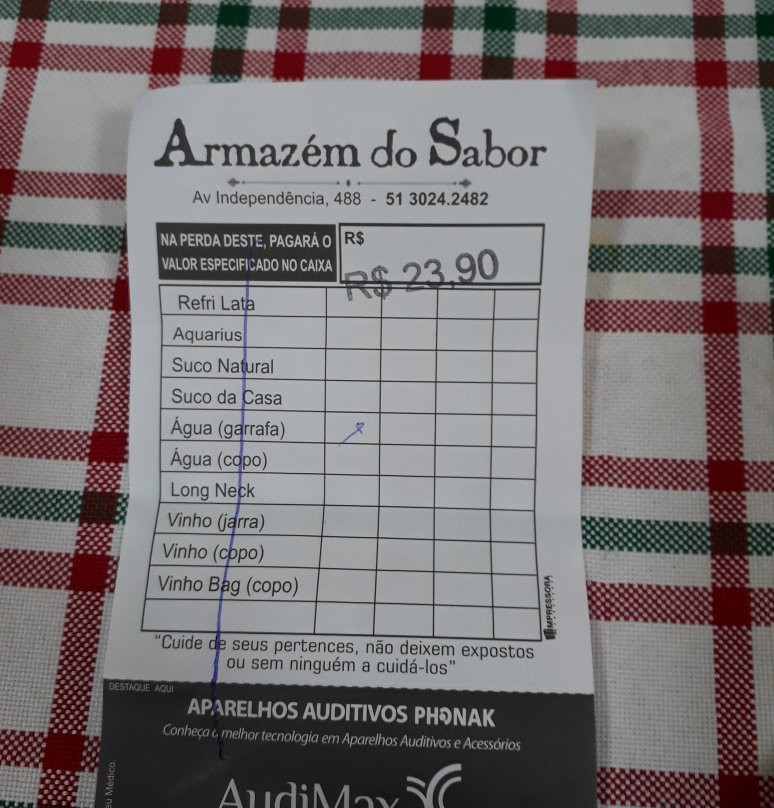 Armazém do Sabor
Av Independência, 488 - 51 3024.2482
NA PERDA DESTE, PAGARÁ O
VALOR ESPECIFICADO NO CAIXA
R$
R$ 23,90
Refri Lata
Aquarius
Suco Natural
Suco da Casa
Água (garrafa)
Água (copo)
Long Neck
Vinho (jarra)
Vinho (copo)
Vinho Bag (copo)
IMPRESSORA
"Cuide de seus pertences, não deixem expostos
ou sem ninguém a cuidá-los"
DESTAQUE AQUI
APARELHOS AUDITIVOS PHONAK
Conheça a melhor tecnologia em Aparelhos Auditivos e Acessórios
AudiMax
eu Médico